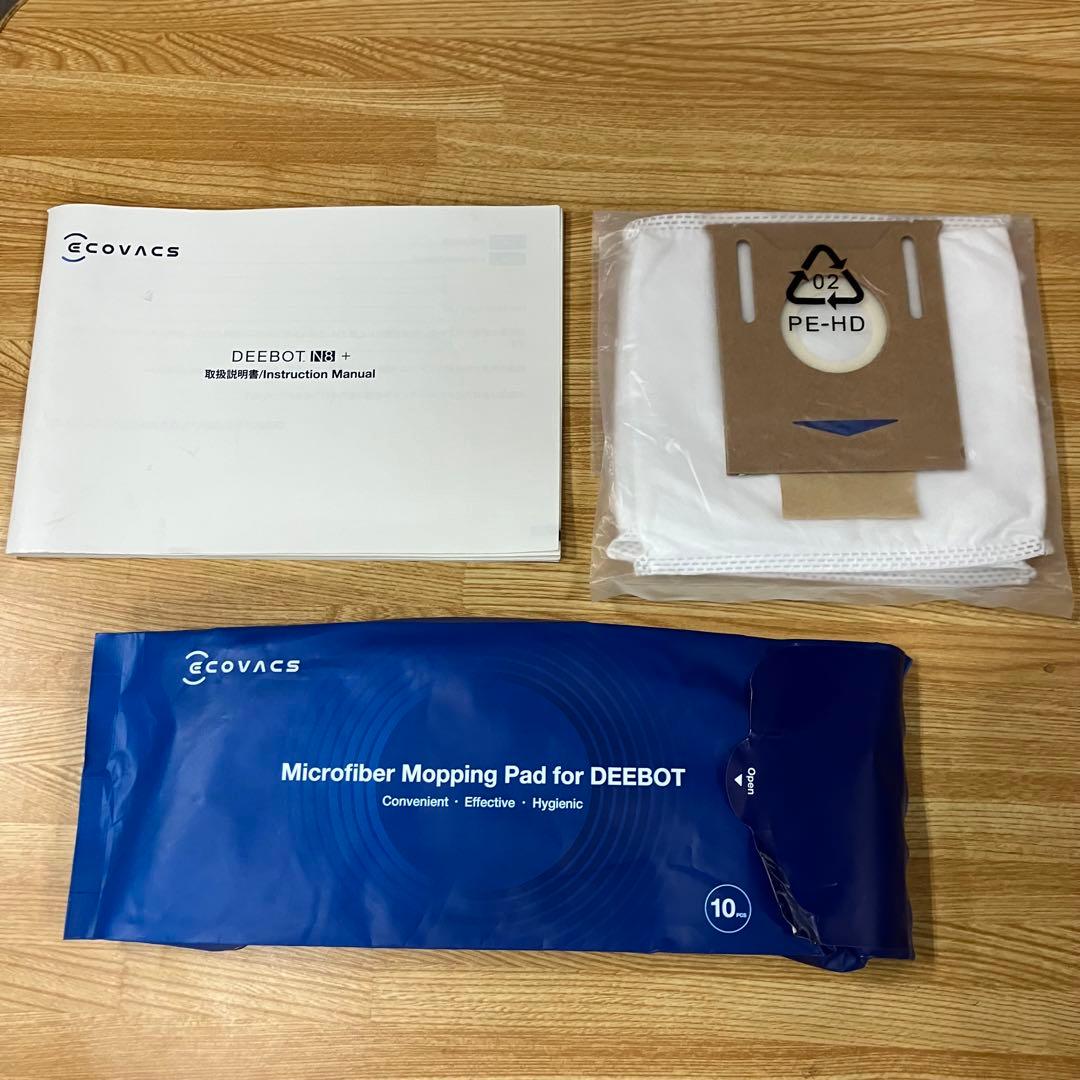 ECOVACS
DEEBOT N8 +
取扱説明書/Instruction Manual
02
PE-HD
ECOVACS
Microfiber Mopping Pad for DEEBOT
Convenient · Effective · Hygienic
Open
10 PCS